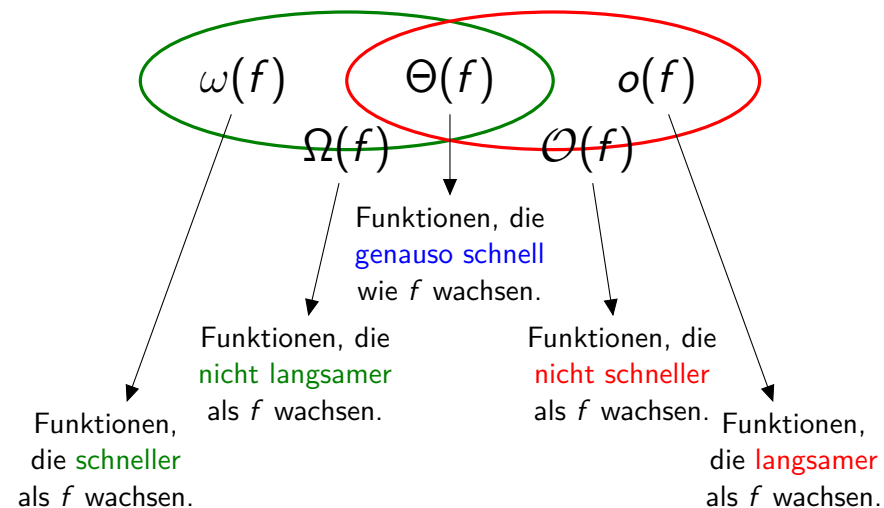 ω(f)
Θ(f)
o(f)
Ω(f)
𝒪(f)
Funktionen, die
genauso schnell
wie f wachsen.
Funktionen, die
nicht langsamer
als f wachsen.
Funktionen, die
nicht schneller
als f wachsen.
Funktionen,
die schneller
als f wachsen.
Funktionen,
die langsamer
als f wachsen.